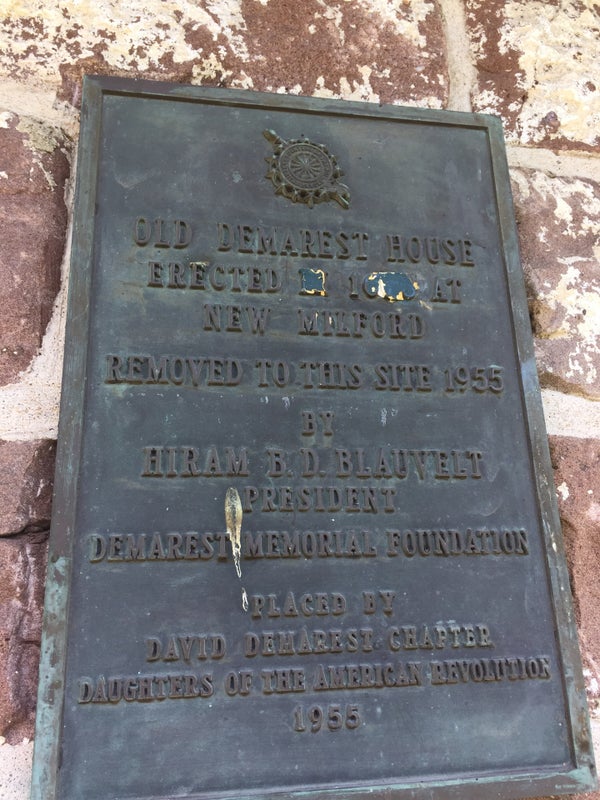 OLD DEMAREST HOUSE
ERECTED AT
NEW MILFORD
REMOVED TO THIS SITE 1955
BY
HIRAM B. D. BLAUVELT
PRESIDENT
DEMAREST MEMORIAL FOUNDATION
PLACED BY
DAVID DEMAREST CHAPTER
DAUGHTERS OF THE AMERICAN REVOLUTION
1955